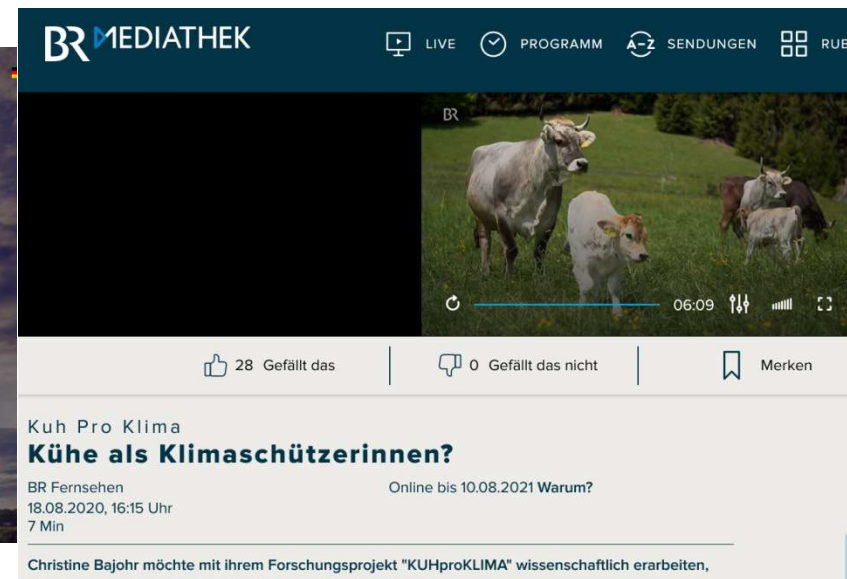 BR MEDIATHEK
LIVE
PROGRAMM
A-Z SENDUNGEN
RUB
BR
06:09
28 Gefällt das
0 Gefällt das nicht
Merken
Kuh Pro Klima
Kühe als Klimaschützerinnen?
BR Fernsehen
Online bis 10.08.2021 Warum?
18.08.2020, 16:15 Uhr
7 Min
Christine Bajohr möchte mit ihrem Forschungsprojekt "KUHproKLIMA" wissenschaftlich erarbeiten,